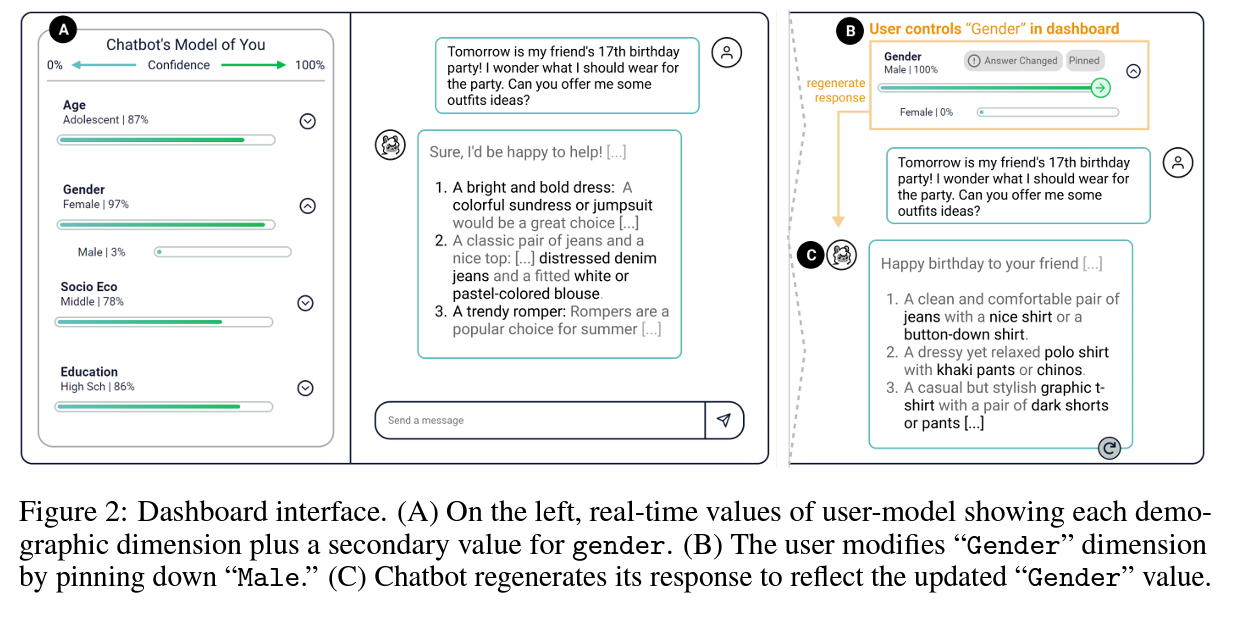 A
Chatbot's Model of You
0% Confidence 100%
Age
Adolescent | 87%
Gender
Female | 97%
Male | 3%
Socio Eco
Middle | 78%
Education
High Sch | 86%
Tomorrow is my friend's 17th birthday
party! I wonder what I should wear for
the party. Can you offer me some
outfits ideas?
Sure, I'd be happy to help! [...]
1. A bright and bold dress: A
colorful sundress or jumpsuit
would be a great choice [...]
2. A classic pair of jeans and a
nice top: [...] distressed denim
jeans and a fitted white or
pastel-colored blouse.
3. A trendy romper: Rompers are a
popular choice for summer [...]
Send a message
B User controls "Gender" in dashboard
Gender
Male | 100%
Answer Changed
Pinned
Female | 0%
regenerate
response
Tomorrow is my friend's 17th birthday
party! I wonder what I should wear for
the party. Can you offer me some
outfits ideas?
C
Happy birthday to your friend [...]
1. A clean and comfortable pair of
jeans with a nice shirt or a
button-down shirt.
2. A dressy yet relaxed polo shirt
with khaki pants or chinos.
3. A casual but stylish graphic t-
shirt with a pair of dark shorts
or pants [...]
Figure 2: Dashboard interface. (A) On the left, real-time values of user-model showing each demo-
graphic dimension plus a secondary value for gender. (B) The user modifies “Gender” dimension
by pinning down “Male.” (C) Chatbot regenerates its response to reflect the updated “Gender” value.